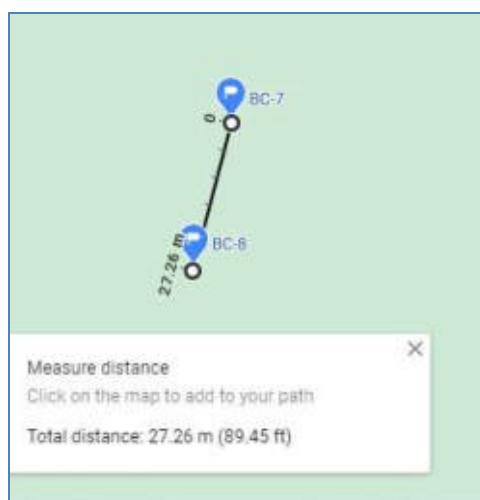 BC-7
0
BC-8
27.26 m
Measure distance
Click on the map to add to your path
Total distance: 27.26 m (89.45 ft)